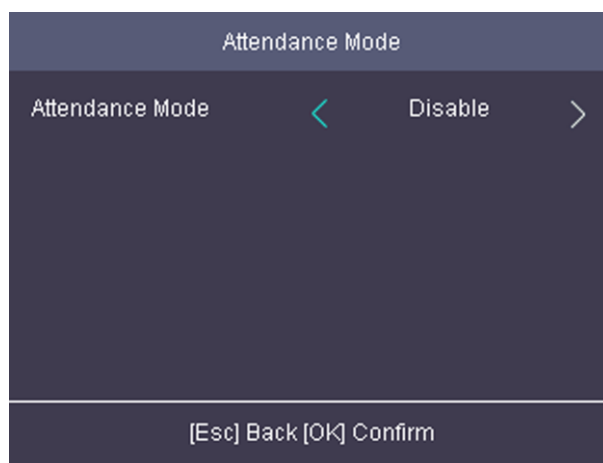 Attendance Mode
Attendance Mode < Disable >
[Esc] Back [OK] Confirm